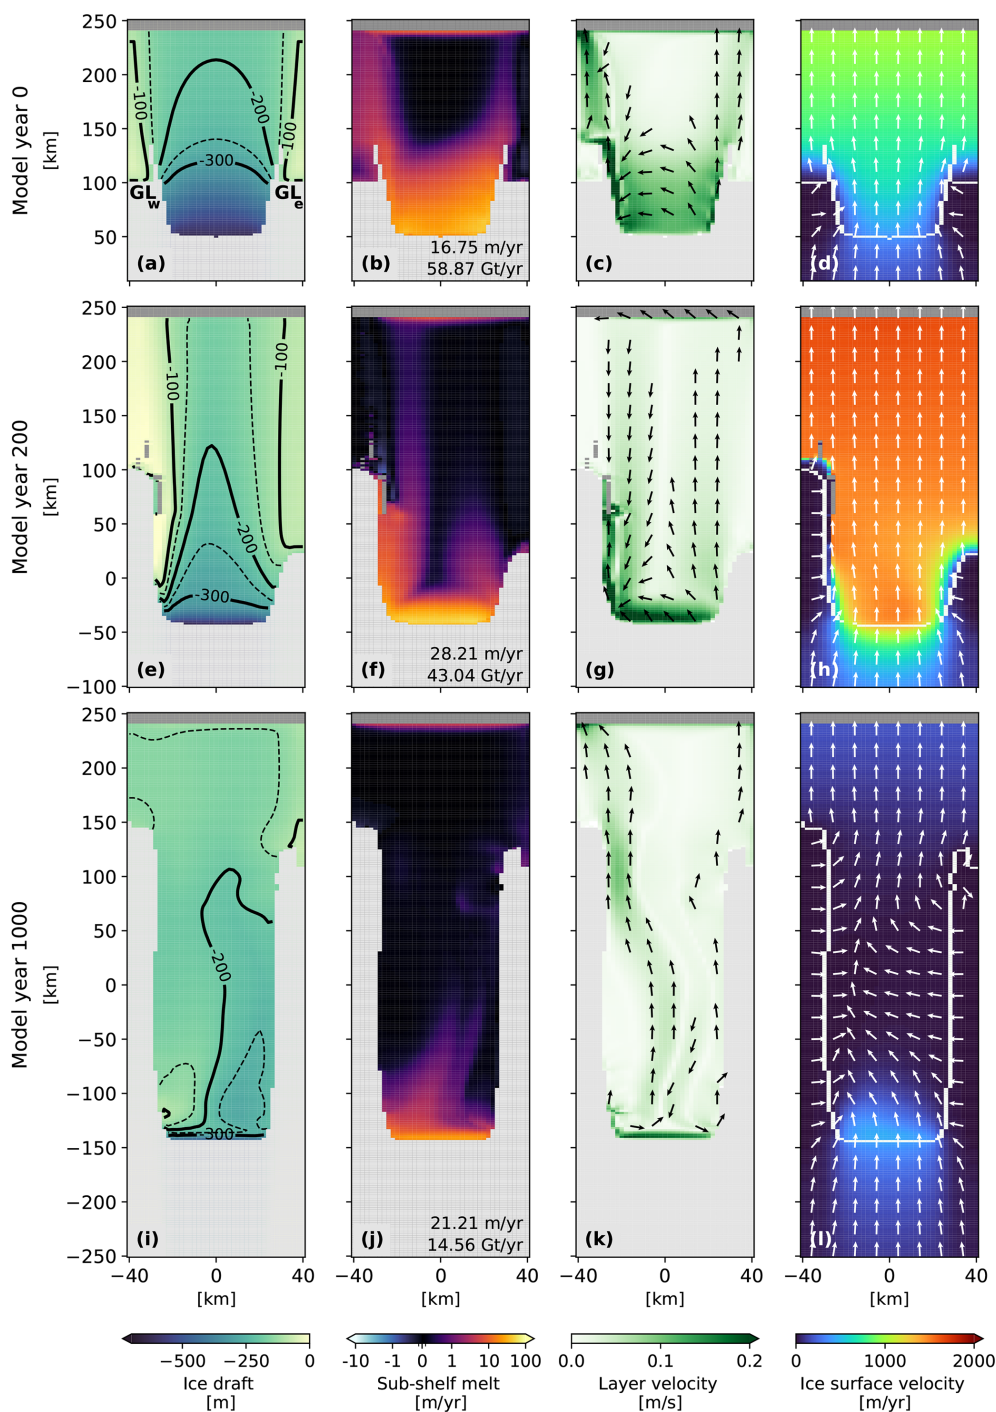 Model year 0
[km]
250
200
150
100
50
-100
-200
-100
-300
GLw
GLe
(a)
16.75 m/yr
58.87 Gt/yr
(b)
(c)
(d)
Model year 200
[km]
250
200
150
100
50
0
−50
−100
-100
-100
-200
-300
(e)
28.21 m/yr
43.04 Gt/yr
(f)
(g)
(h)
Model year 1000
[km]
250
200
150
100
50
0
−50
−100
−150
−200
−250
-200
-300
(i)
21.21 m/yr
14.56 Gt/yr
(j)
(k)
(l)
−40 0 40
[km]
−40 0 40
[km]
−40 0 40
[km]
−40 0 40
[km]
−500 −250 0
Ice draft
[m]
-10 -1 0 1 10 100
Sub-shelf melt
[m/yr]
0.0 0.1 0.2
Layer velocity
[m/s]
0 1000 2000
Ice surface velocity
[m/yr]